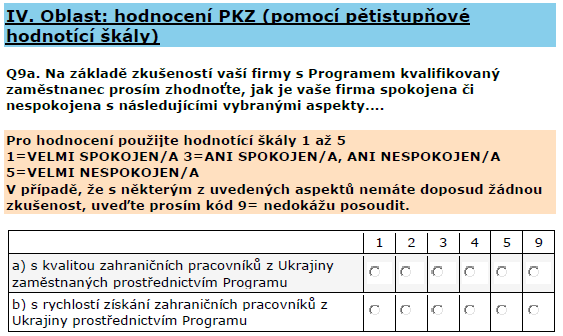 IV. Oblast: hodnocení PKZ (pomocí pětistupňové
hodnotící škály)
Q9a. Na základě zkušeností vaší firmy s Programem kvalifikovaný
zaměstnanec prosím zhodnoťte, jak je vaše firma spokojena či
nespokojena s následujícími vybranými aspekty....
Pro hodnocení použijte hodnotící škály 1 až 5
1=VELMI SPOKOJEN/A 3=ANI SPOKOJEN/A, ANI NESPOKOJEN/A
5=VELMI NESPOKOJEN/A
V případě, že s některým z uvedených aspektů nemáte doposud žádnou
zkušenost, uveďte prosím kód 9= nedokážu posoudit.
1 2 3 4 5 9
a) s kvalitou zahraničních pracovníků z Ukrajiny
zaměstnaných prostřednictvím Programu
b) s rychlostí získání zahraničních pracovníků z
Ukrajiny prostřednictvím Programu